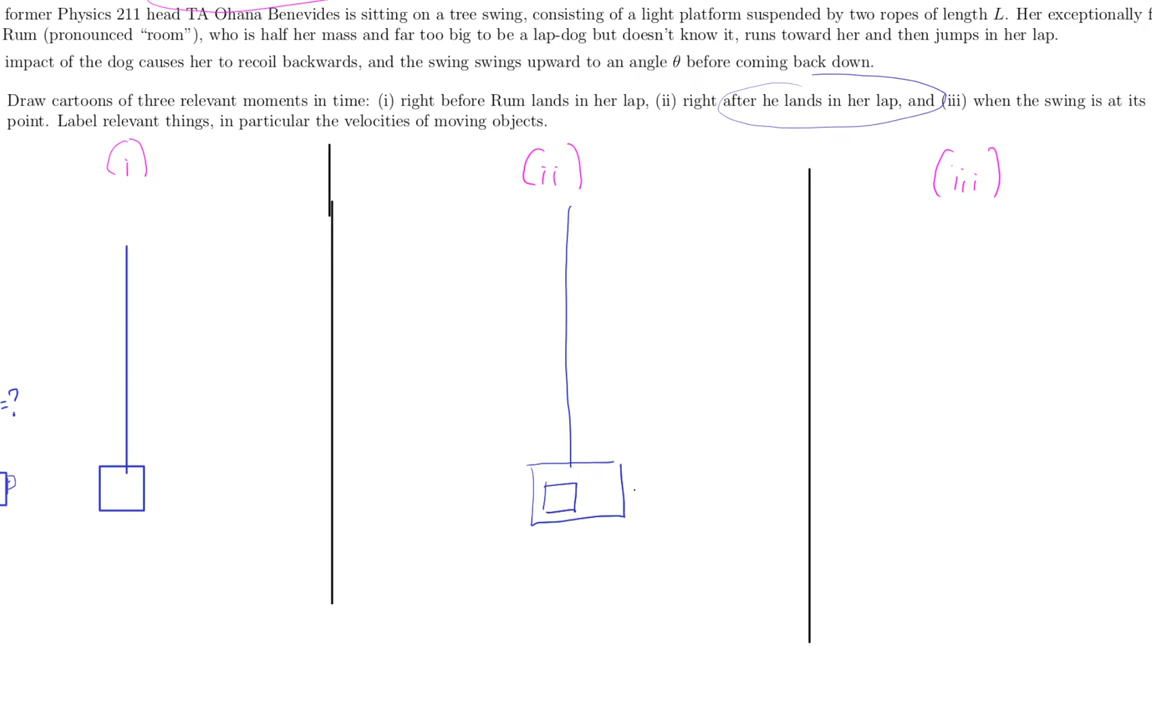 former Physics 211 head TA Ohana Benevides is sitting on a tree swing, consisting of a light platform suspended by two ropes of length L. Her exceptionally
Rum (pronounced “room”), who is half her mass and far too big to be a lap-dog but doesn’t know it, runs toward her and then jumps in her lap.
impact of the dog causes her to recoil backwards, and the swing swings upward to an angle θ before coming back down.
Draw cartoons of three relevant moments in time: (i) right before Rum lands in her lap, (ii) right after he lands in her lap, and (iii) when the swing is at its
point. Label relevant things, in particular the velocities of moving objects.
(i)
(ii)
(iii)
=?